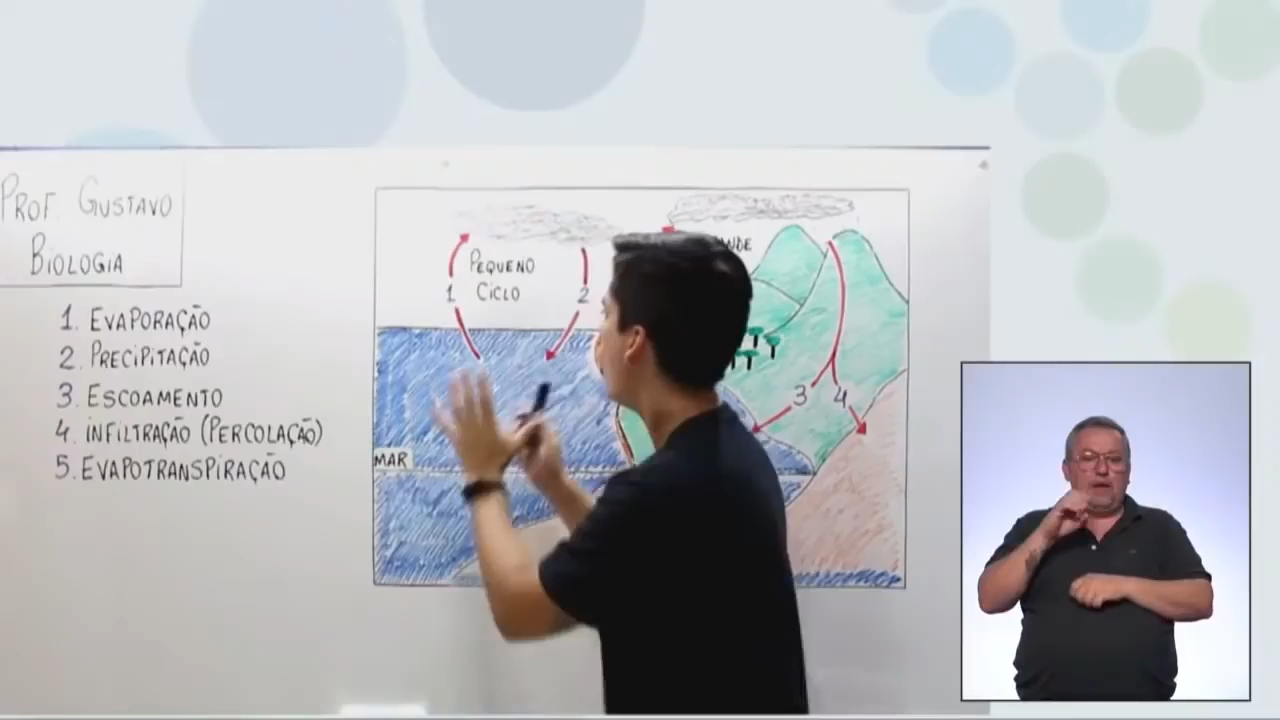 PROF. GUSTAVO
BIOLOGIA
1. EVAPORAÇÃO
2. PRECIPITAÇÃO
3. ESCOAMENTO
4. INFILTRAÇÃO (PERCOLAÇÃO)
5. EVAPOTRANSPIRAÇÃO
PEQUENO
CICLO
1
2
3
4
MAR